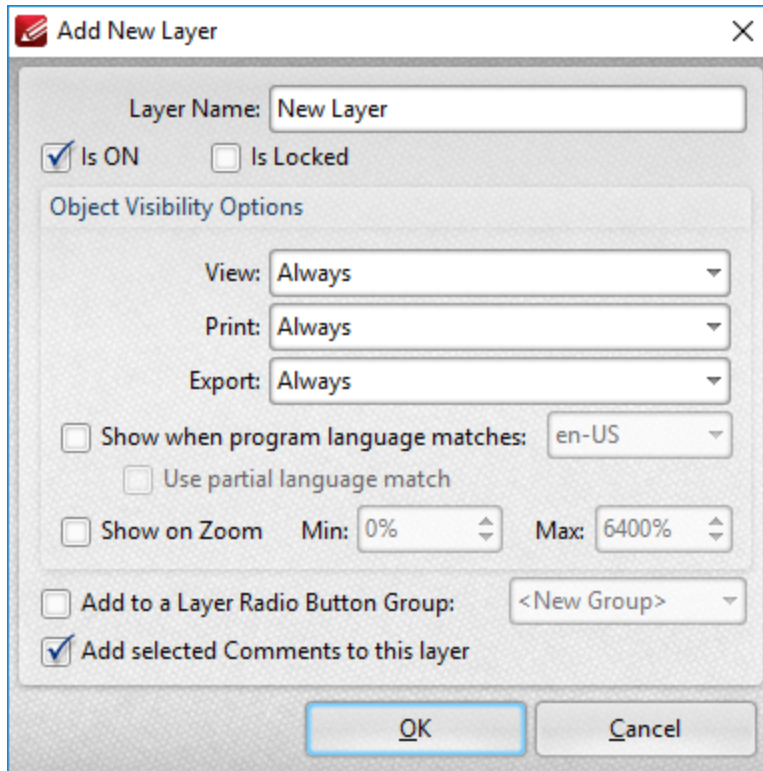 Add New Layer
Layer Name: New Layer
Is ON Is Locked
Object Visibility Options
View: Always
Print: Always
Export: Always
Show when program language matches: en-US
Use partial language match
Show on Zoom Min: 0% Max: 6400%
Add to a Layer Radio Button Group: <New Group>
Add selected Comments to this layer
OK Cancel